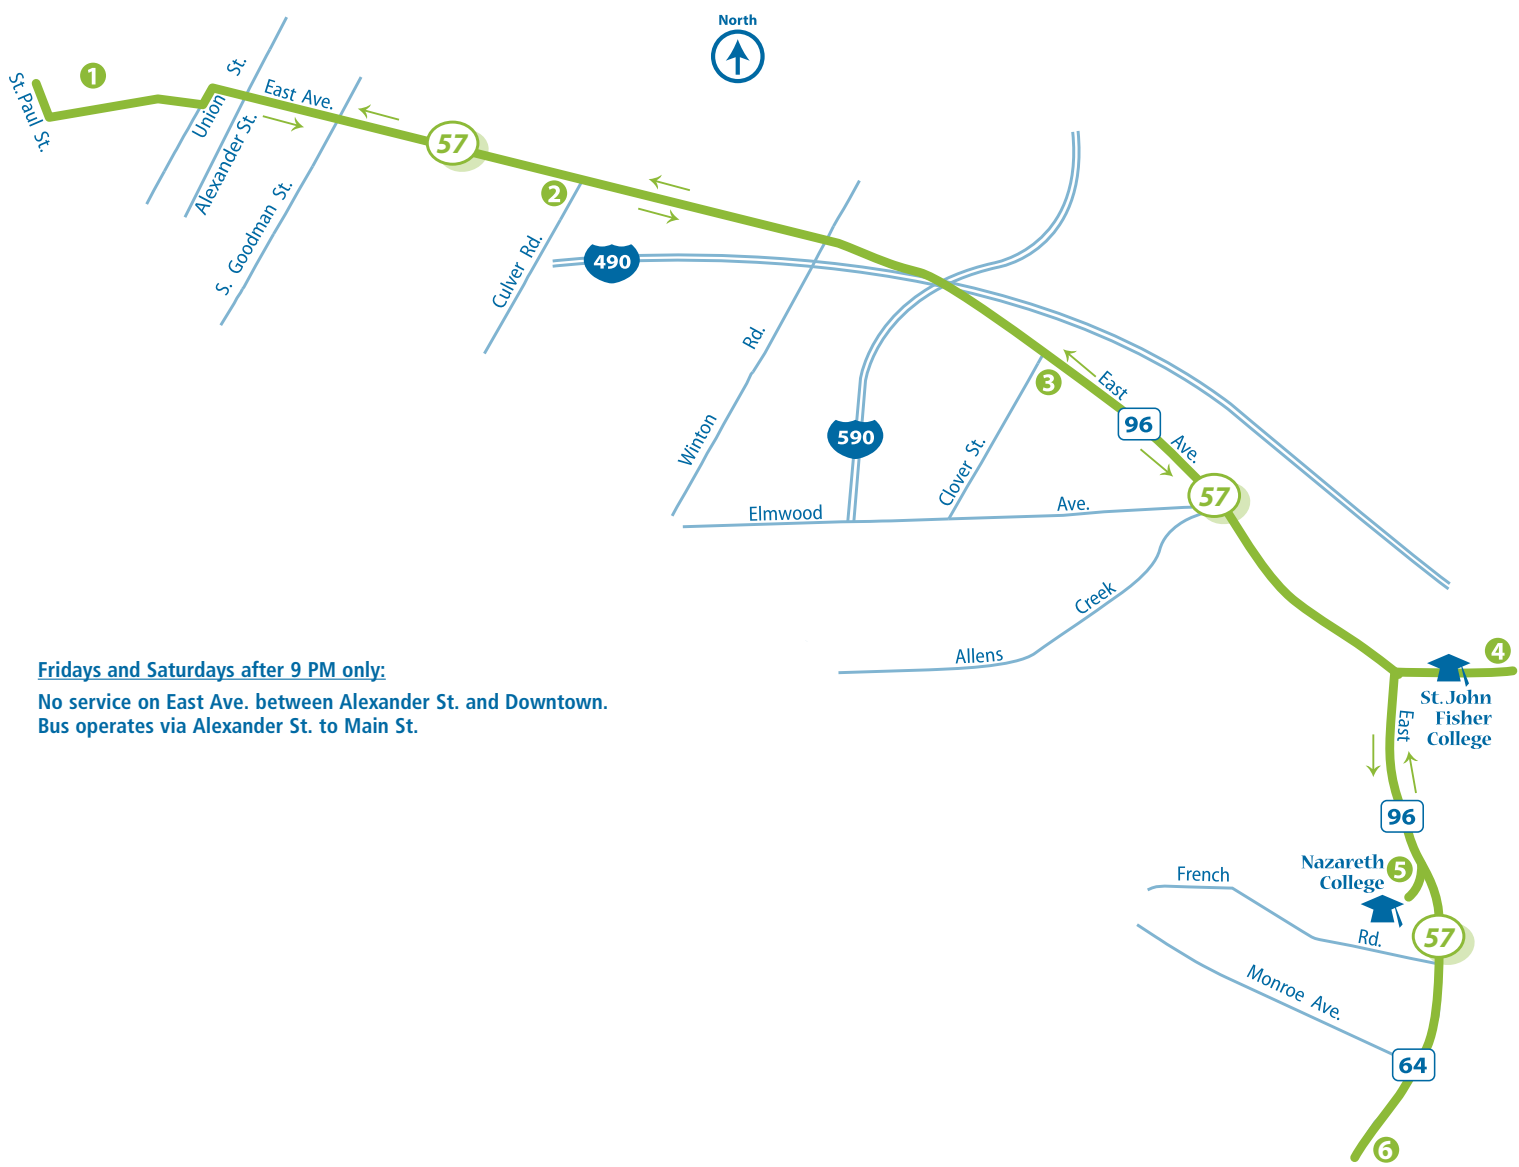 North
St. Paul St.
1
Union St.
Alexander St.
East Ave.
S. Goodman St.
57
2
Culver Rd.
490
Winton Rd.
590
3
East Ave.
96
Clover St.
57
Elmwood Ave.
Allens Creek
Fridays and Saturdays after 9 PM only:
No service on East Ave. between Alexander St. and Downtown.
Bus operates via Alexander St. to Main St.
4
St. John
Fisher
College
East
96
Nazareth
College
5
French Rd.
57
Monroe Ave.
64
6